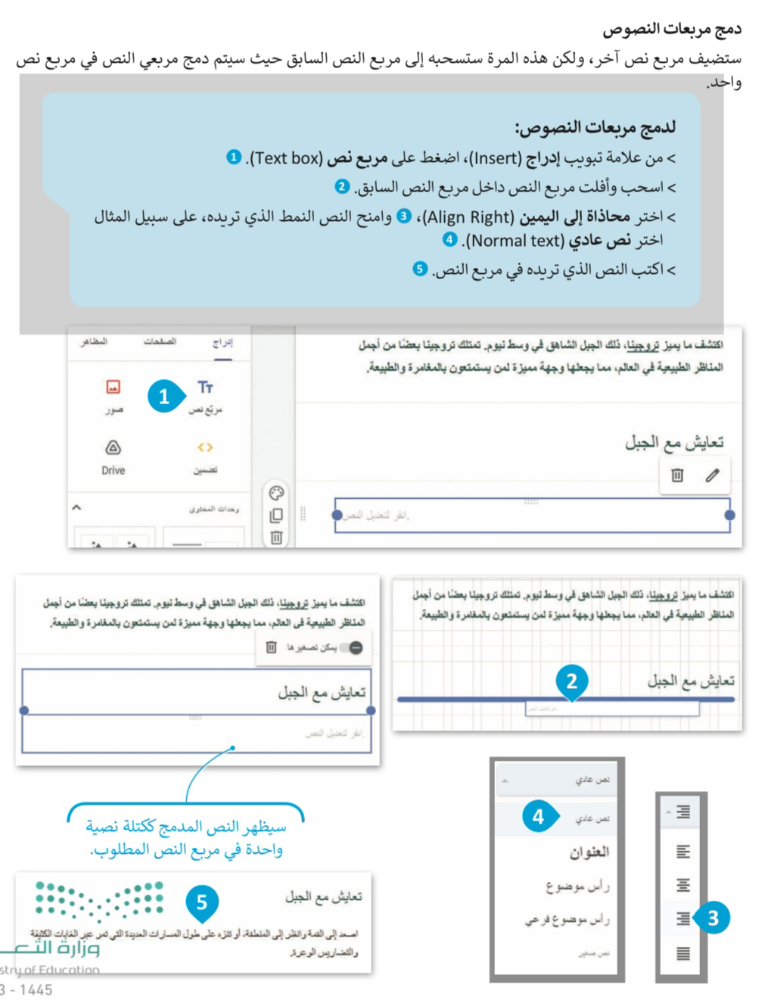 دمج مربعات النصوص
ستضيف مربع نص آخر، ولكن هذه المرة ستسحبه إلى مربع النص السابق حيث سيتم دمج مربعي النص في مربع نص
واحد.
لدمج مربعات النصوص:
> من علامة تبويب إدراج (Insert)، اضغط على مربع نص (Text box). 1
> اسحب وأفلت مربع النص داخل مربع النص السابق. 2
> اختر محاذاة إلى اليمين (Align Right)، 3 وامنح النص النمط الذي تريده، على سبيل المثال
اختر نص عادي (Normal text). 4
> اكتب النص الذي تريده في مربع النص. 5
إدراج
الصفحات
المظاهر
1
مربّع نص
صور
تضمين
Drive
وحدات المحتوى
اكتشف ما يميز تروجينا، ذلك الجبل الشاهق في وسط نيوم. تمتلك تروجينا بعضًا من أجمل
المناظر الطبيعية في العالم، مما يجعلها وجهة مميزة لمن يستمتعون بالمغامرة والطبيعة.
تعايش مع الجبل
انقر لتعديل النص.
اكتشف ما يميز تروجينا، ذلك الجبل الشاهق في وسط نيوم. تمتلك تروجينا بعضًا من أجمل
المناظر الطبيعية في العالم، مما يجعلها وجهة مميزة لمن يستمتعون بالمغامرة والطبيعة.
تعايش مع الجبل
2
اكتشف ما يميز تروجينا، ذلك الجبل الشاهق في وسط نيوم. تمتلك تروجينا بعضًا من أجمل
المناظر الطبيعية في العالم، مما يجعلها وجهة مميزة لمن يستمتعون بالمغامرة والطبيعة.
يمكن تصغيرها
تعايش مع الجبل
انقر لتعديل النص.
سيظهر النص المدمج ككتلة نصية
واحدة في مربع النص المطلوب.
3
نص عادي
4
نص عادي
العنوان
رأس موضوع
رأس موضوع فرعي
نص صغير
تعايش مع الجبل
5
اصعد إلى القمة وانظر إلى المنطقة، أو تنزه على طول المسارات العديدة التي تمر عبر الغابات الكثيفة
والتضاريس الوعرة.
وزارة التعـ
stry of Education
3 - 1445